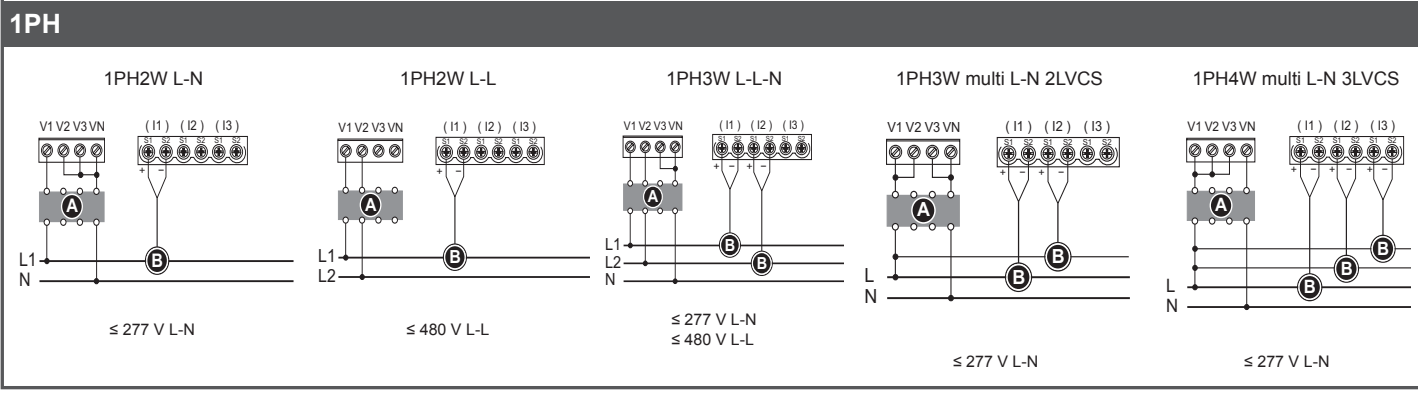 1PH
1PH2W L-N
V1 V2 V3 VN
( I1 ) ( I2 ) ( I3 )
S1 S2 S1 S2 S1 S2
+ −
A
L1
B
N
≤ 277 V L-N
1PH2W L-L
V1 V2 V3 VN
( I1 ) ( I2 ) ( I3 )
S1 S2 S1 S2 S1 S2
+ −
A
L1
B
L2
≤ 480 V L-L
1PH3W L-L-N
V1 V2 V3 VN
( I1 ) ( I2 ) ( I3 )
S1 S2 S1 S2 S1 S2
+ − + −
A
L1
B
L2
B
N
≤ 277 V L-N
≤ 480 V L-L
1PH3W multi L-N 2LVCS
V1 V2 V3 VN
( I1 ) ( I2 ) ( I3 )
S1 S2 S1 S2 S1 S2
+ − + −
A
B
L
B
N
≤ 277 V L-N
1PH4W multi L-N 3LVCS
V1 V2 V3 VN
( I1 ) ( I2 ) ( I3 )
S1 S2 S1 S2 S1 S2
+ − + − + −
A
B
B
L
B
N
≤ 277 V L-N